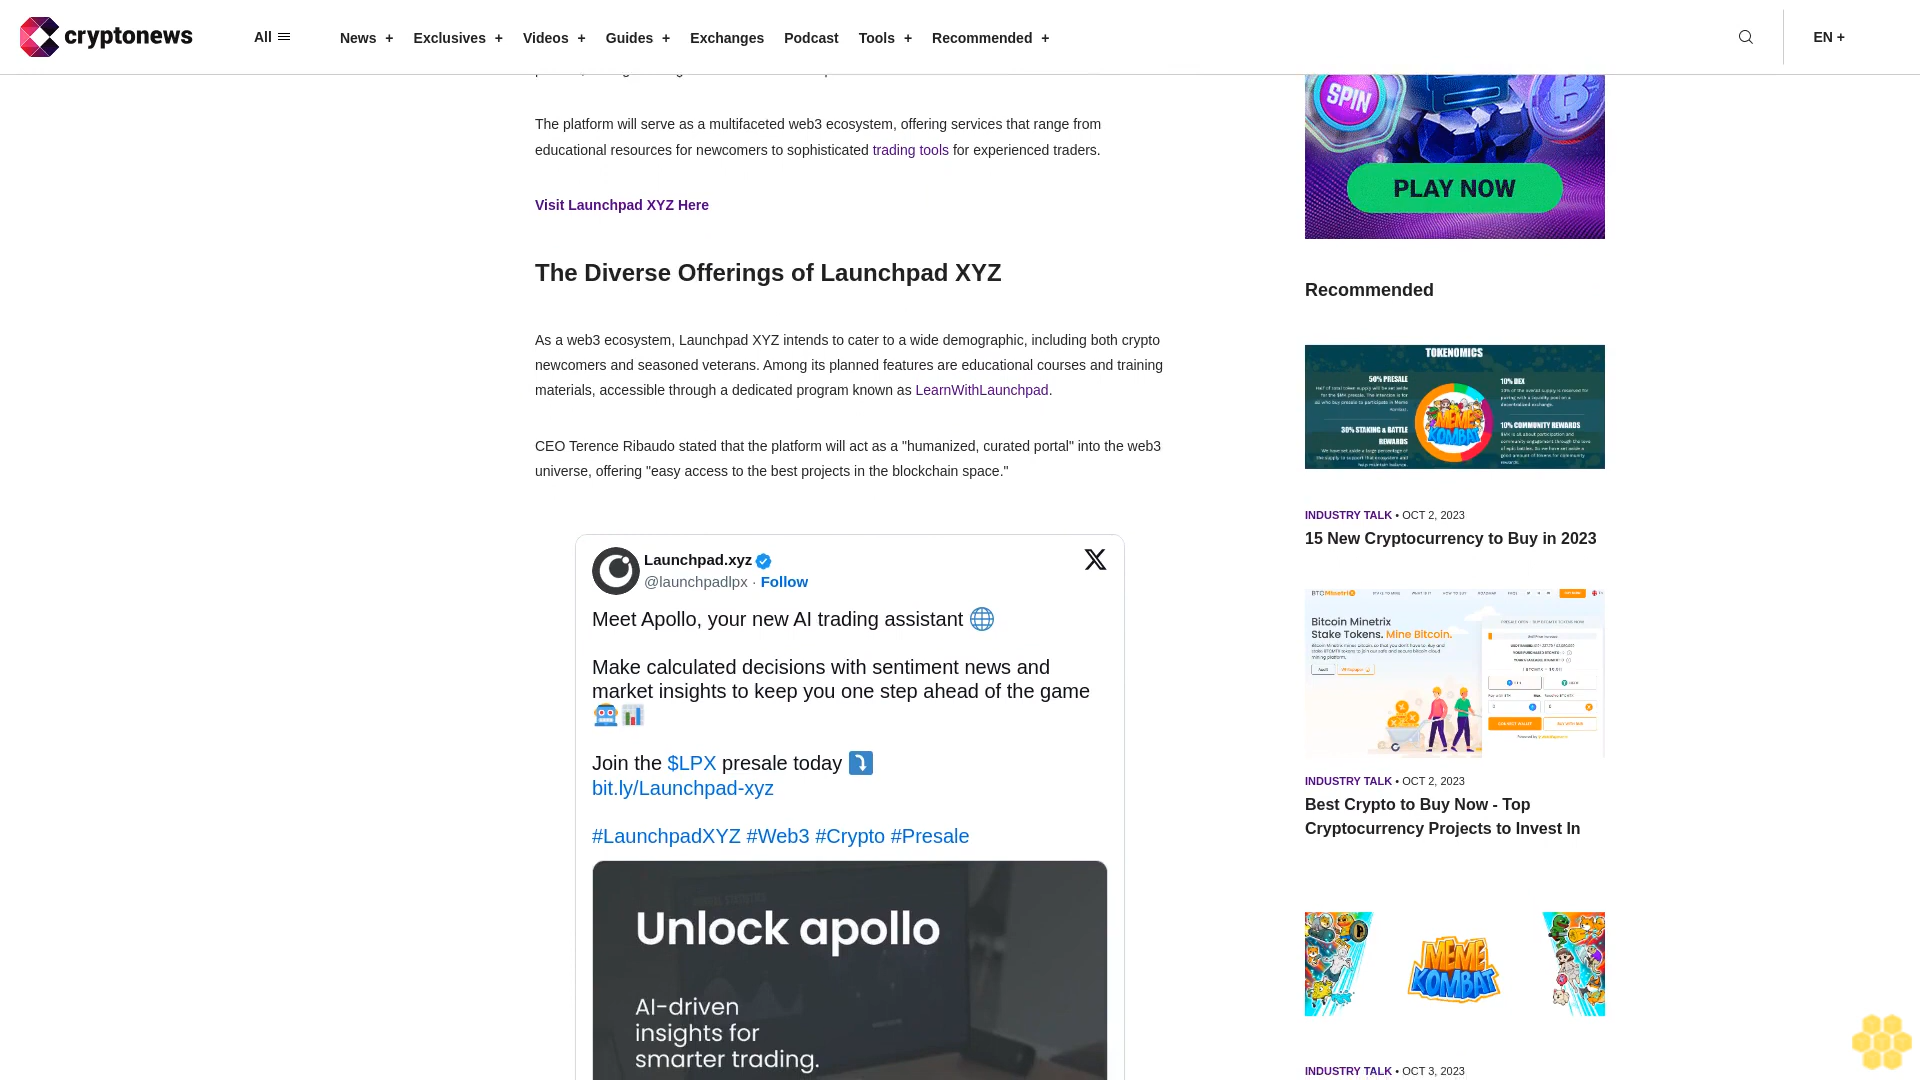 cryptonews
All
News + Exclusives + Videos + Guides + Exchanges Podcast Tools + Recommended +
EN +
The platform will serve as a multifaceted web3 ecosystem, offering services that range from
educational resources for newcomers to sophisticated trading tools for experienced traders.
Visit Launchpad XYZ Here
The Diverse Offerings of Launchpad XYZ
As a web3 ecosystem, Launchpad XYZ intends to cater to a wide demographic, including both crypto
newcomers and seasoned veterans. Among its planned features are educational courses and training
materials, accessible through a dedicated program known as LearnWithLaunchpad.
CEO Terence Ribaudo stated that the platform will act as a "humanized, curated portal" into the web3
universe, offering "easy access to the best projects in the blockchain space."
Launchpad.xyz
@launchpadlpx · Follow
Meet Apollo, your new AI trading assistant 🌐
Make calculated decisions with sentiment news and
market insights to keep you one step ahead of the game
🤖📊
Join the $LPX presale today ⤵️
bit.ly/Launchpad-xyz
#LaunchpadXYZ #Web3 #Crypto #Presale
Unlock apollo
AI-driven
insights for
smarter trading.
SPIN
PLAY NOW
Recommended
TOKENOMICS
50% PRESALE
10% DEX
30% STAKING & BATTLE
REWARDS
10% COMMUNITY REWARDS
MEME
KOMBAT
INDUSTRY TALK • OCT 2, 2023
15 New Cryptocurrency to Buy in 2023
Bitcoin Minetrix
Stake Tokens. Mine Bitcoin.
INDUSTRY TALK • OCT 2, 2023
Best Crypto to Buy Now - Top
Cryptocurrency Projects to Invest In
MEME
KOMBAT
INDUSTRY TALK • OCT 3, 2023